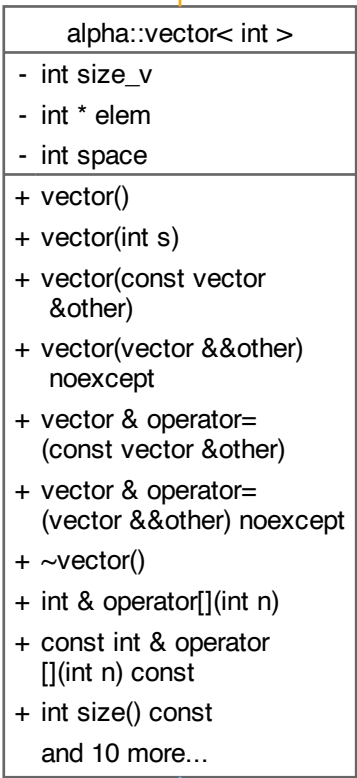 alpha::vector< int >
- int size_v
- int * elem
- int space
+ vector()
+ vector(int s)
+ vector(const vector
&other)
+ vector(vector &&other)
noexcept
+ vector & operator=
(const vector &other)
+ vector & operator=
(vector &&other) noexcept
+ ~vector()
+ int & operator[](int n)
+ const int & operator
[](int n) const
+ int size() const
and 10 more...